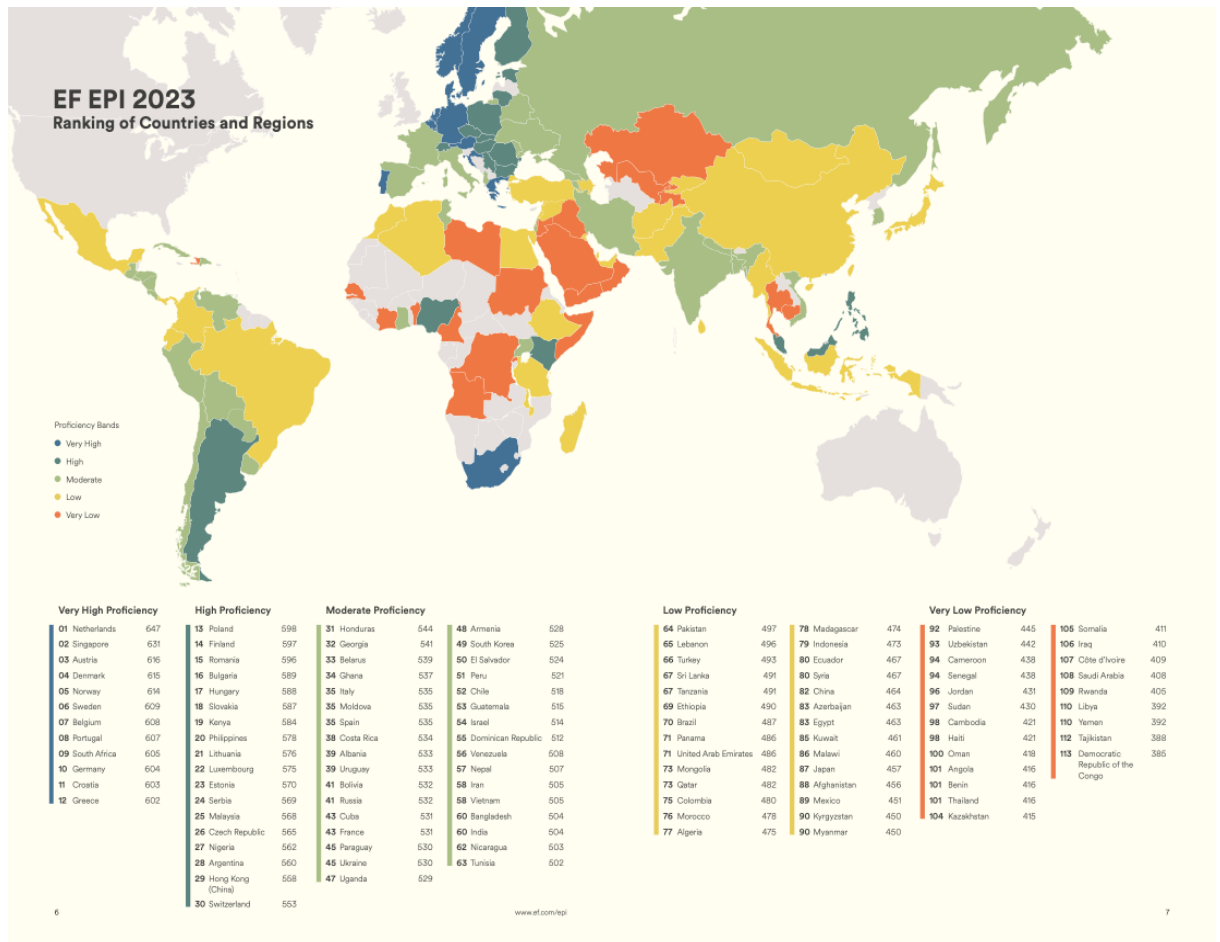 EF EPI 2023
Ranking of Countries and Regions
Proficiency Bands
Very High
High
Moderate
Low
Very Low
Very High Proficiency
01 Netherlands 647
02 Singapore 631
03 Austria 616
04 Denmark 615
05 Norway 614
06 Sweden 609
07 Belgium 608
08 Portugal 607
09 South Africa 605
10 Germany 604
11 Croatia 603
12 Greece 602
High Proficiency
13 Poland 598
14 Finland 597
15 Romania 596
16 Bulgaria 589
17 Hungary 588
18 Slovakia 587
19 Kenya 584
20 Philippines 578
21 Lithuania 576
22 Luxembourg 575
23 Estonia 570
24 Serbia 569
25 Malaysia 568
26 Czech Republic 565
27 Nigeria 562
28 Argentina 560
29 Hong Kong 558
(China)
30 Switzerland 553
Moderate Proficiency
31 Honduras 544
32 Georgia 541
33 Belarus 539
34 Ghana 537
35 Italy 535
35 Moldova 535
35 Spain 535
38 Costa Rica 534
39 Albania 533
39 Uruguay 533
41 Bolivia 532
41 Russia 532
43 Cuba 531
43 France 531
45 Paraguay 530
45 Ukraine 530
47 Uganda 529
48 Armenia 528
49 South Korea 525
50 El Salvador 524
51 Peru 521
52 Chile 518
53 Guatemala 515
54 Israel 514
55 Dominican Republic 512
56 Venezuela 508
57 Nepal 507
58 Iran 505
58 Vietnam 505
60 Bangladesh 504
60 India 504
62 Nicaragua 503
63 Tunisia 502
Low Proficiency
64 Pakistan 497
65 Lebanon 496
66 Turkey 493
67 Sri Lanka 491
67 Tanzania 491
69 Ethiopia 490
70 Brazil 487
71 Panama 486
71 United Arab Emirates 486
73 Mongolia 482
73 Qatar 482
75 Colombia 480
76 Morocco 478
77 Algeria 475
78 Madagascar 474
79 Indonesia 473
80 Ecuador 467
80 Syria 467
82 China 464
83 Azerbaijan 463
83 Egypt 463
85 Kuwait 461
86 Malawi 460
87 Japan 457
88 Afghanistan 456
89 Mexico 451
90 Kyrgyzstan 450
90 Myanmar 450
Very Low Proficiency
92 Palestine 445
93 Uzbekistan 442
94 Cameroon 438
94 Senegal 438
96 Jordan 431
97 Sudan 430
98 Cambodia 421
98 Haiti 421
100 Oman 418
101 Angola 416
101 Benin 416
101 Thailand 416
104 Kazakhstan 415
105 Somalia 411
106 Iraq 410
107 Côte d'Ivoire 409
108 Saudi Arabia 408
109 Rwanda 405
110 Libya 392
110 Yemen 392
112 Tajikistan 388
113 Democratic 385
Republic of the
Congo
6
www.ef.com/epi
7